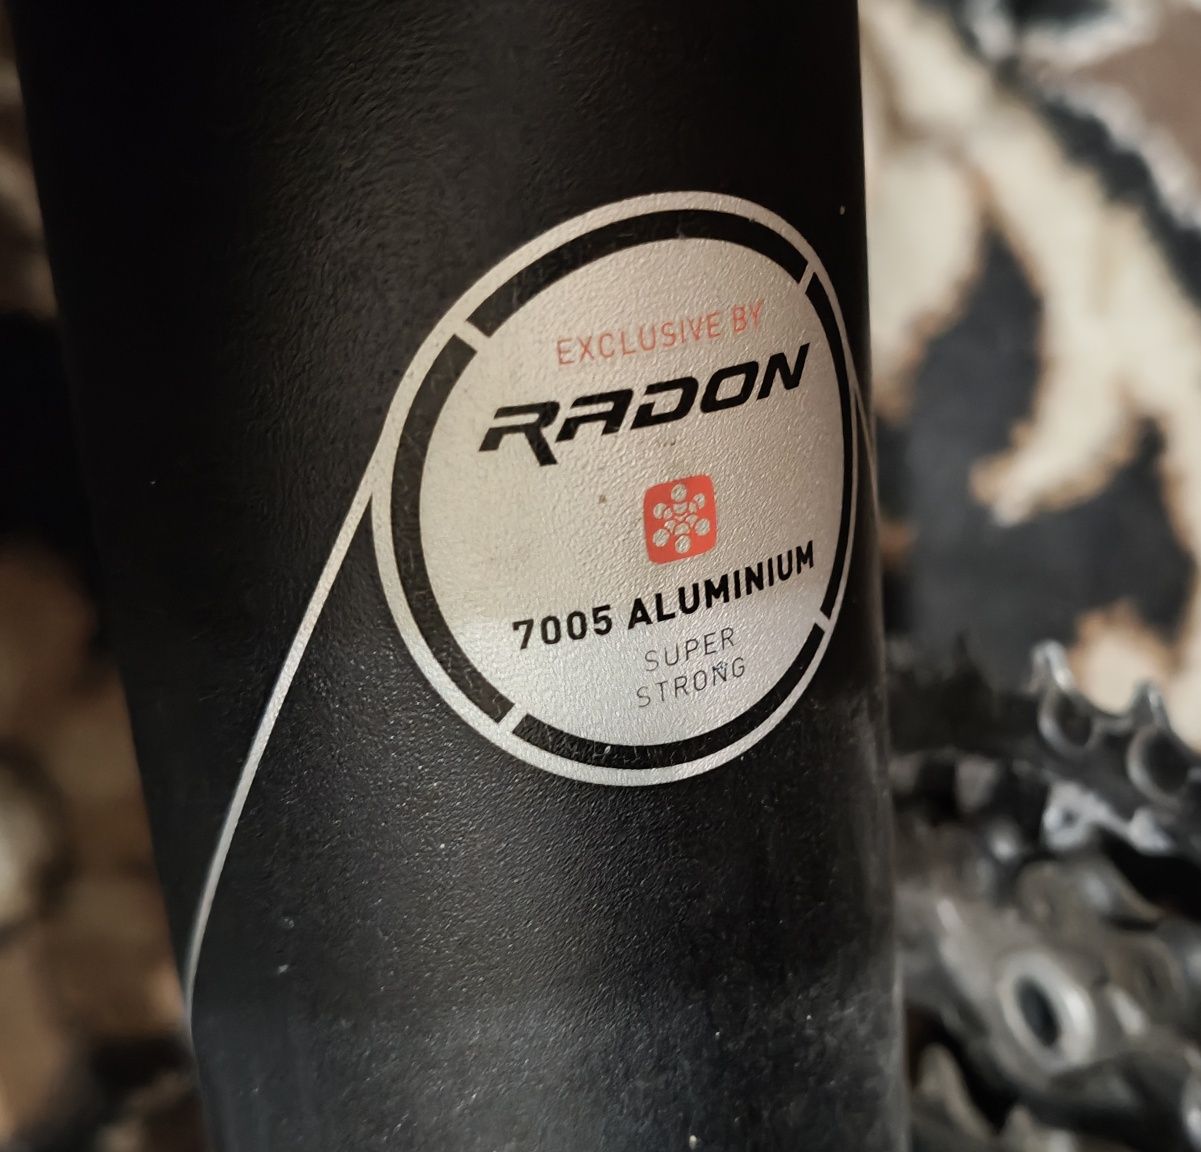 EXCLUSIVE BY
RADON
7005 ALUMINIUM
SUPER
STRONG